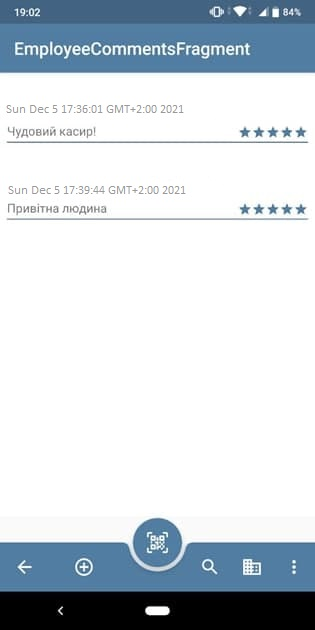 19:02
84%
EmployeeCommentsFragment
Sun Dec 5 17:36:01 GMT+2:00 2021
Чудовий касир!
Sun Dec 5 17:39:44 GMT+2:00 2021
Привітна людина